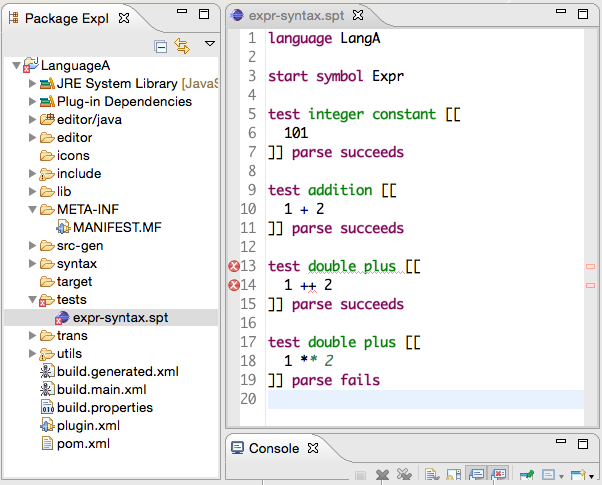 Package Expl
LanguageA
JRE System Library [JavaS
Plug-in Dependencies
editor/java
editor
icons
include
lib
META-INF
MANIFEST.MF
src-gen
syntax
target
tests
expr-syntax.spt
trans
utils
build.generated.xml
build.main.xml
build.properties
plugin.xml
pom.xml
expr-syntax.spt
1 language LangA
2
3 start symbol Expr
4
5 test integer constant [[
6 101
7 ]] parse succeeds
8
9 test addition [[
10 1 + 2
11 ]] parse succeeds
12
13 test double plus [[
14 1 ++ 2
15 ]] parse succeeds
16
17 test double plus [[
18 1 ** 2
19 ]] parse fails
20
Console